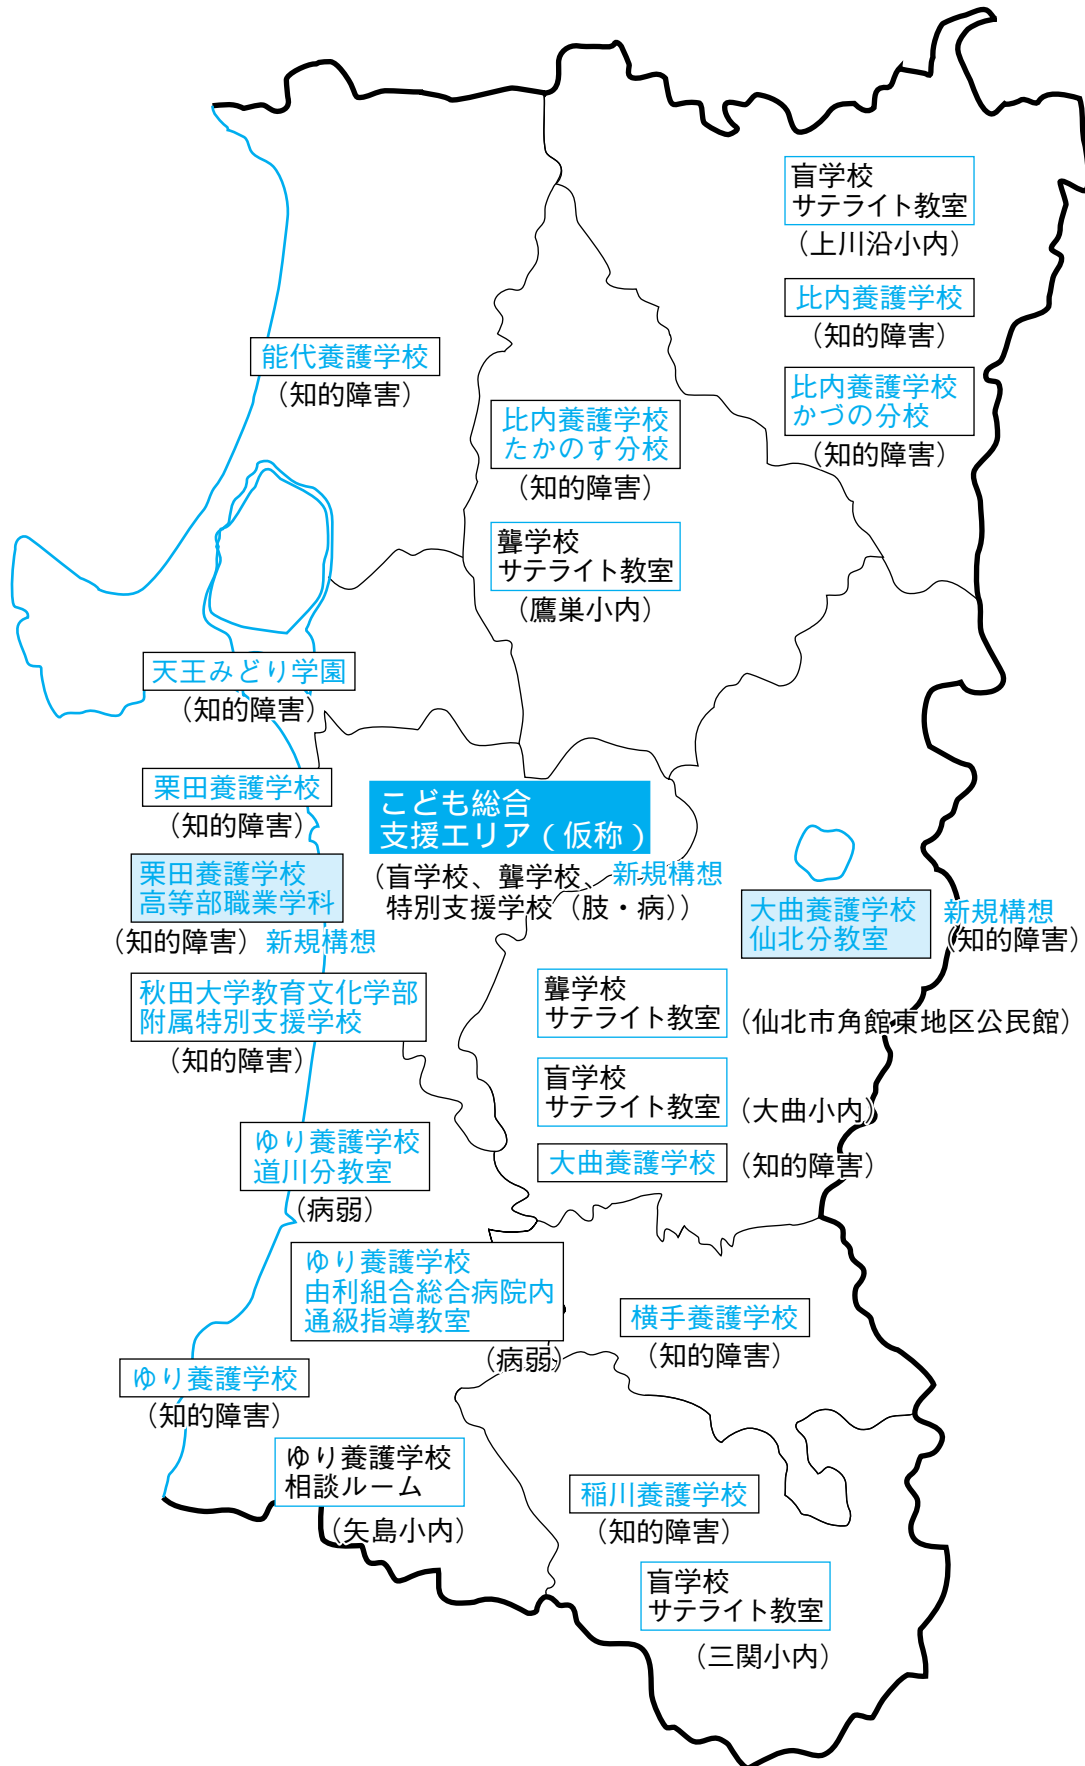 盲学校
サテライト教室
（上川沿小内）
比内養護学校
（知的障害）
比内養護学校
かづの分校
（知的障害）
能代養護学校
（知的障害）
比内養護学校
たかのす分校
（知的障害）
聾学校
サテライト教室
（鷹巣小内）
天王みどり学園
（知的障害）
栗田養護学校
（知的障害）
栗田養護学校
高等部職業学科
（知的障害）新規構想
こども総合
支援エリア（仮称）
（盲学校、聾学校、新規構想
特別支援学校（肢・病））
大曲養護学校
仙北分教室
新規構想
（知的障害）
秋田大学教育文化学部
附属特別支援学校
（知的障害）
聾学校
サテライト教室
（仙北市角館東地区公民館）
盲学校
サテライト教室
（大曲小内）
大曲養護学校
（知的障害）
ゆり養護学校
道川分教室
（病弱）
ゆり養護学校
由利組合総合病院内
通級指導教室
（病弱）
横手養護学校
（知的障害）
ゆり養護学校
（知的障害）
ゆり養護学校
相談ルーム
（矢島小内）
稲川養護学校
（知的障害）
盲学校
サテライト教室
（三関小内）